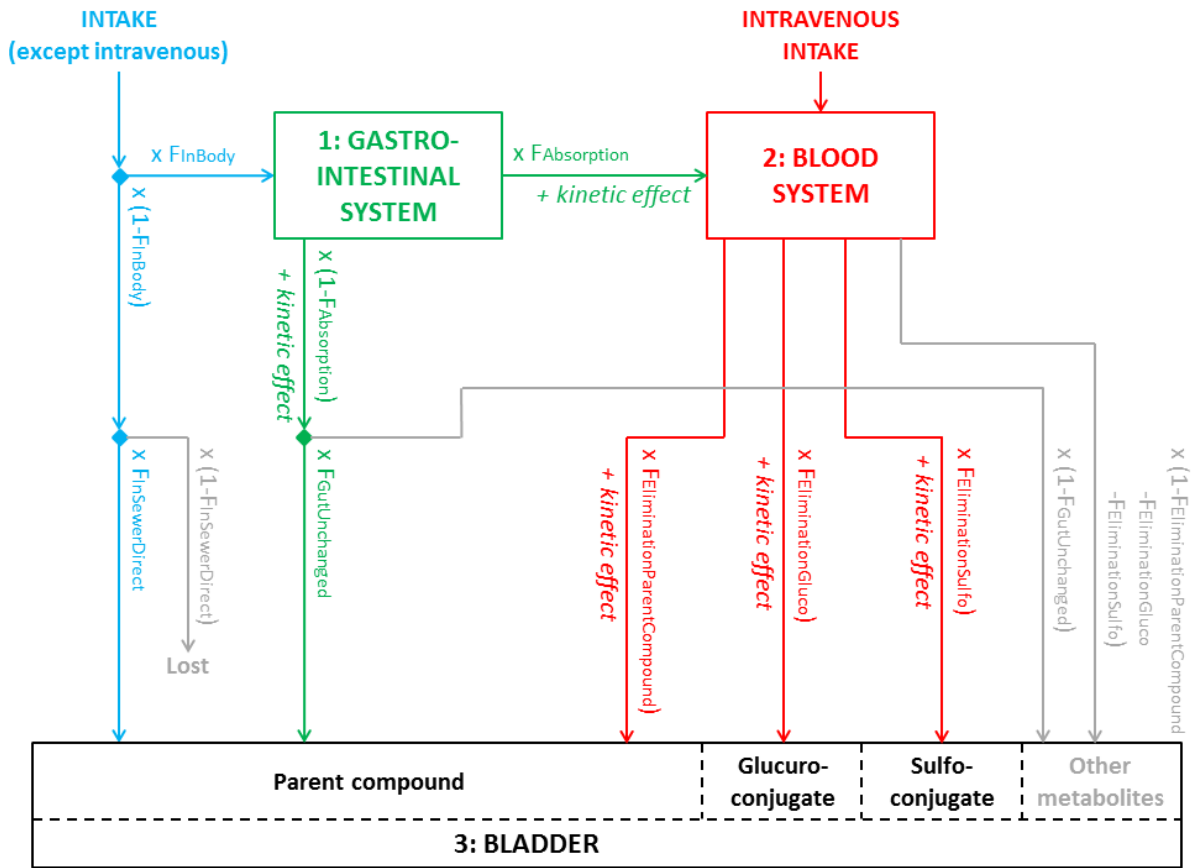 INTAKE
(except intravenous)
INTRAVENOUS
INTAKE
1: GASTRO-
INTESTINAL
SYSTEM
2: BLOOD
SYSTEM
x FInBody
x FAbsorption
+ kinetic effect
x (1-FInBody)
x (1-FAbsorption)
+ kinetic effect
x FInSewerDirect
x (1-FInSewerDirect)
Lost
x FGutUnchanged
x FEliminationParentCompound)
+ kinetic effect
x FEliminationGluco)
+ kinetic effect
x FEliminationSulfo)
+ kinetic effect
x (1-FGutUnchanged)
x (1-FEliminationParentCompound
-FEliminationGluco
-FEliminationSulfo)
Parent compound
Glucuro-
conjugate
Sulfo-
conjugate
Other
metabolites
3: BLADDER